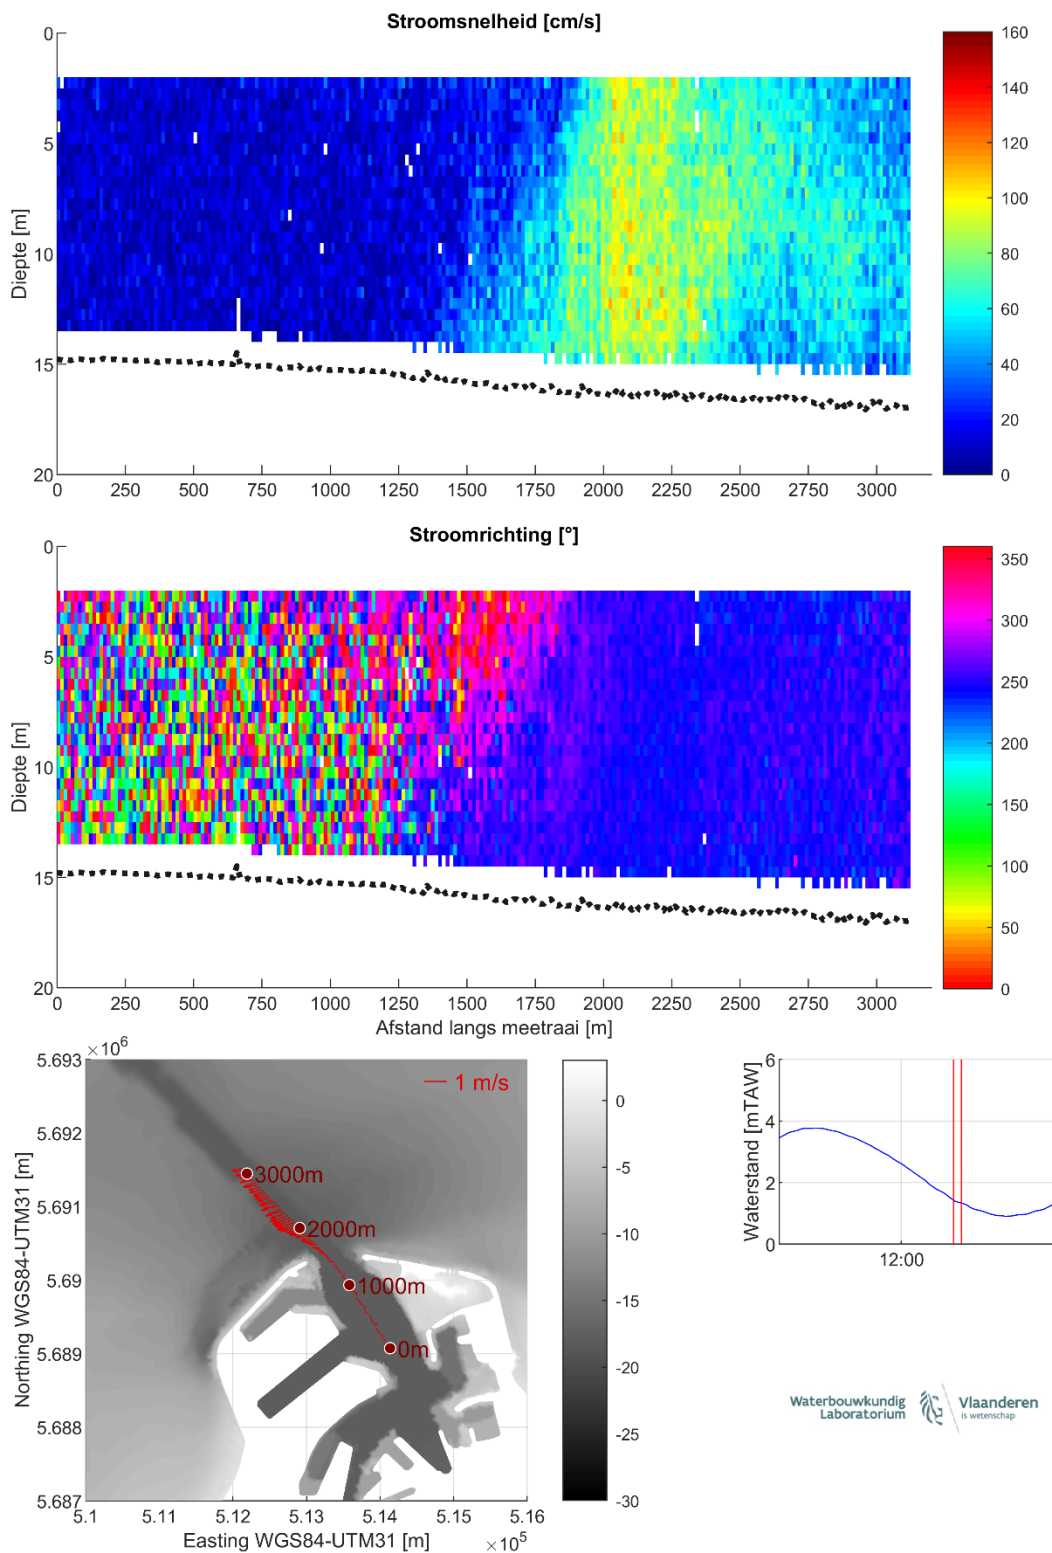 Stroomsnelheid [cm/s]
0
5
10
15
20
Diepte [m]
0 250 500 750 1000 1250 1500 1750 2000 2250 2500 2750 3000
160
140
120
100
80
60
40
20
0
Stroomrichting [°]
0
5
10
15
20
Diepte [m]
0 250 500 750 1000 1250 1500 1750 2000 2250 2500 2750 3000
Afstand langs meetraai [m]
350
300
250
200
150
100
50
0
×10⁶
5.693
5.692
5.691
5.69
5.689
5.688
5.687
Northing WGS84-UTM31 [m]
1 m/s
3000m
2000m
1000m
0m
5.1 5.12 5.13 5.14 5.15 5.16
Easting WGS84-UTM31 [m]
×10⁵
0
-5
-10
-15
-20
-25
-30
Waterstand [mTAW]
6
4
2
0
12:00
Waterbouwkundig
Laboratorium
Vlaanderen
is wetenschap